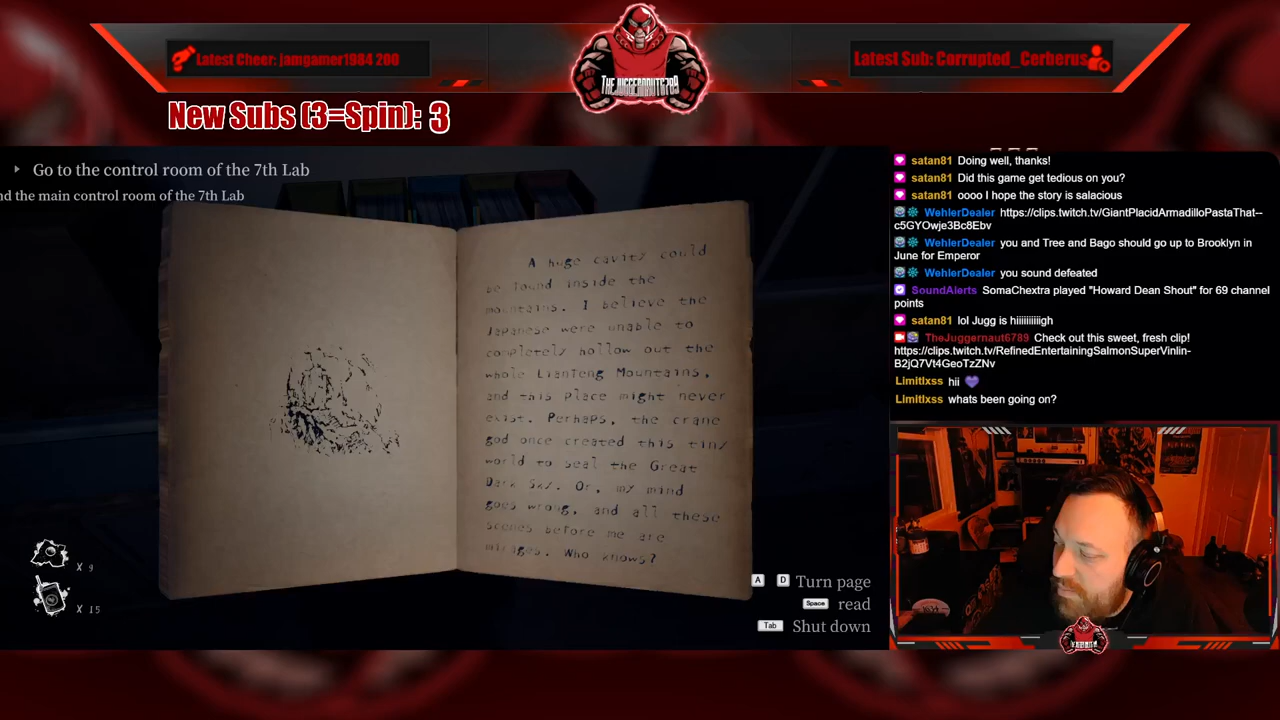 Latest Cheer: jamgamer1984 200
THEJUGGERNAUT6789
Latest Sub: Corrupted_Cerberus
New Subs (3=Spin): 3
Go to the control room of the 7th Lab
nd the main control room of the 7th Lab
A huge cavity could
be found inside the
mountains. I believe the
Japanese were unable to
completely hollow out the
whole Lianfeng Mountains,
and this place might never
exist. Perhaps, the crane
god once created this tiny
world to seal the Great
Dark Sky. Or, my mind
goes wrong, and all these
scenes before me are
mirages. Who knows?
X 9
X 15
A D Turn page
Space read
Tab Shut down
satan81 Doing well, thanks!
satan81 Did this game get tedious on you?
satan81 oooo I hope the story is salacious
WehlerDealer https://clips.twitch.tv/GiantPlacidArmadilloPastaThat--
c5GYOwje3Bc8Ebv
WehlerDealer you and Tree and Bago should go up to Brooklyn in
June for Emperor
WehlerDealer you sound defeated
SoundAlerts SomaChextra played "Howard Dean Shout" for 69 channel
points
satan81 lol Jugg is hiiiiiiiiiigh
TheJuggernaut6789 Check out this sweet, fresh clip!
https://clips.twitch.tv/RefinedEntertainingSalmonSuperVinlin-
B2jQ7Vt4GeoTzZNv
Limitlxss hii
Limitlxss whats been going on?